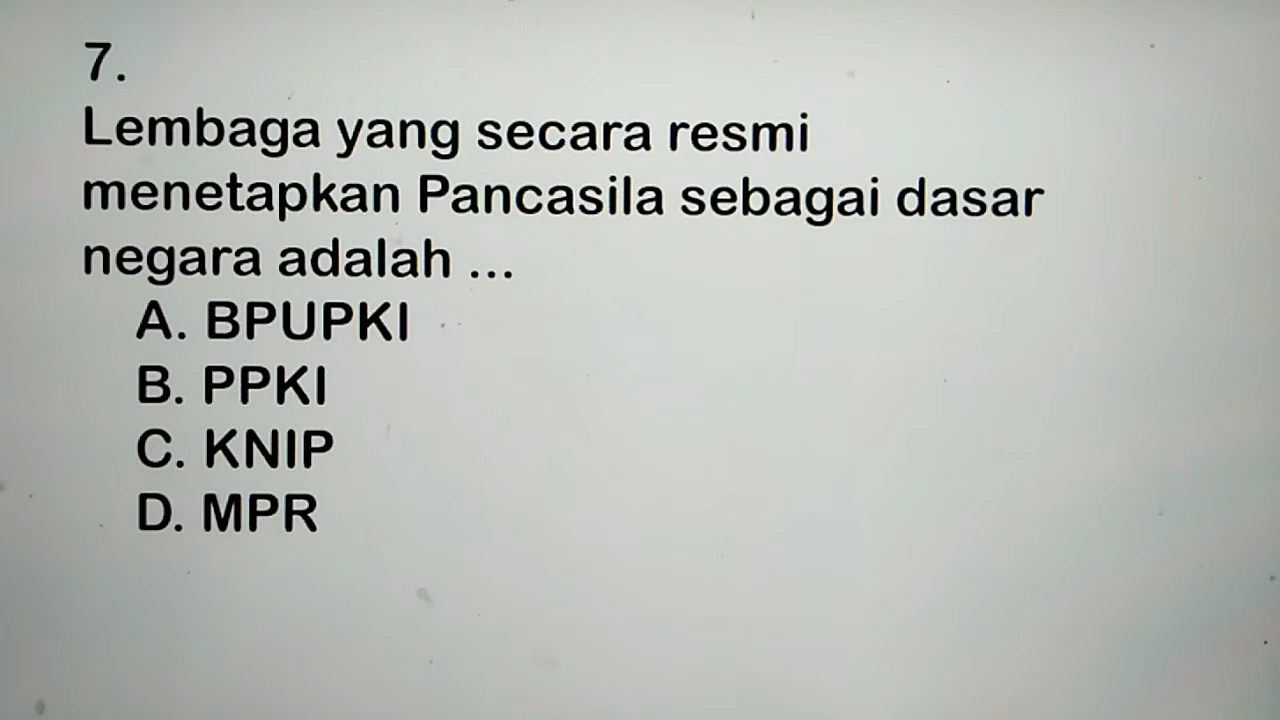 7.
Lembaga yang secara resmi
menetapkan Pancasila sebagai dasar
negara adalah ...
A. BPUPKI
B. PPKI
C. KNIP
D. MPR